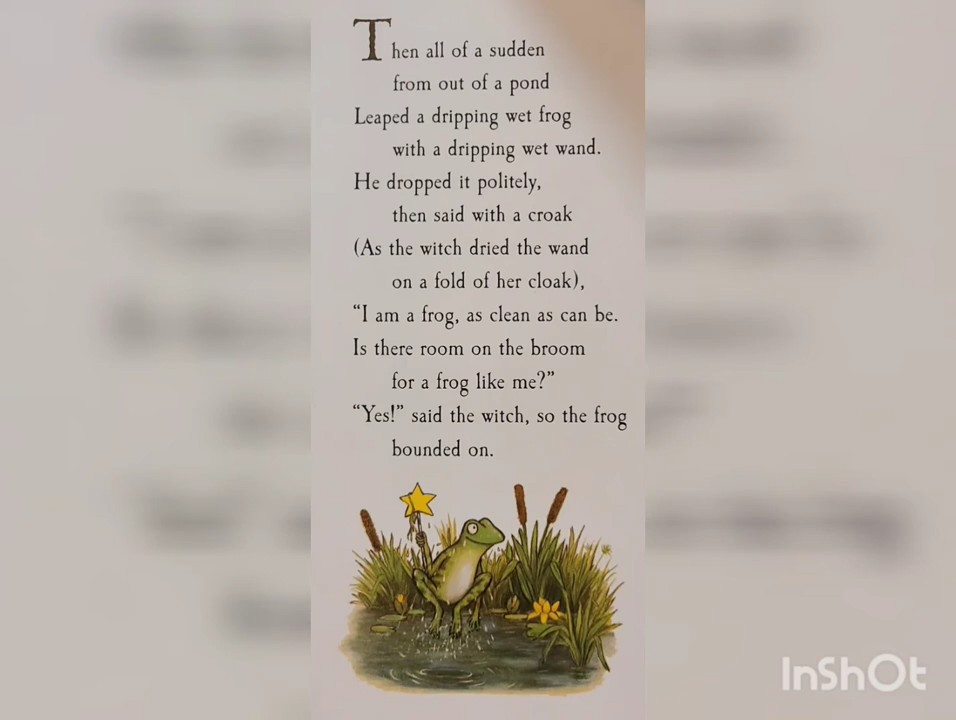 Then all of a sudden
from out of a pond
Leaped a dripping wet frog
with a dripping wet wand.
He dropped it politely,
then said with a croak
(As the witch dried the wand
on a fold of her cloak),
“I am a frog, as clean as can be.
Is there room on the broom
for a frog like me?”
“Yes!” said the witch, so the frog
bounded on.
InShOt